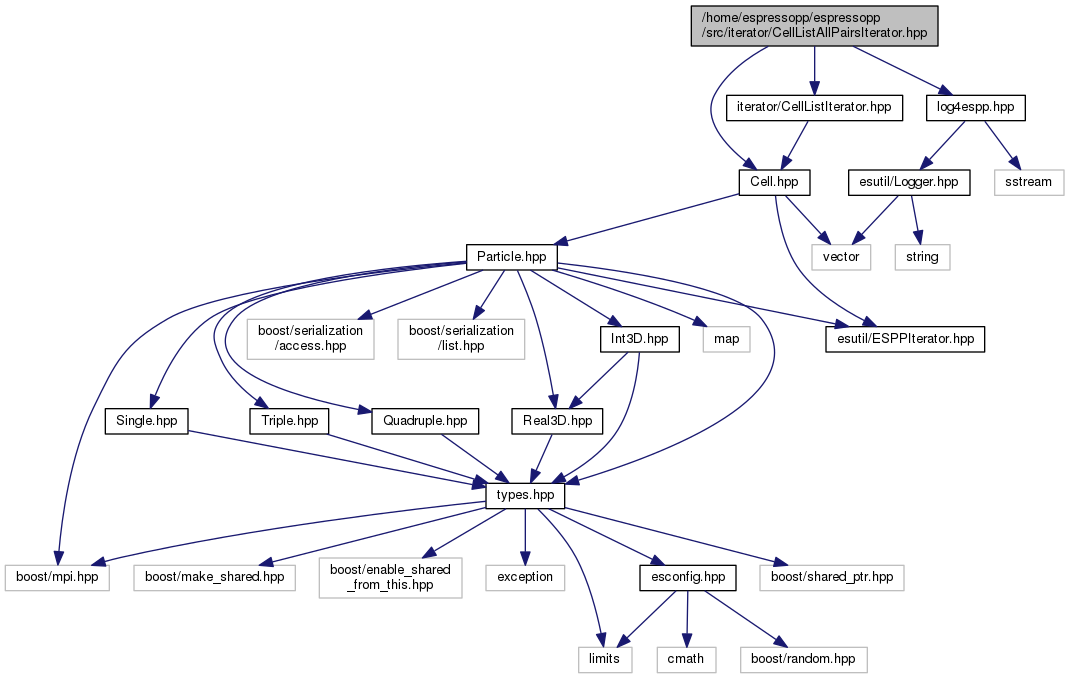 /home/espressopp/espressopp
/src/iterator/CellListAllPairsIterator.hpp
iterator/CellListIterator.hpp
log4espp.hpp
Cell.hpp
esutil/Logger.hpp
sstream
Particle.hpp
vector
string
boost/serialization
/access.hpp
boost/serialization
/list.hpp
Int3D.hpp
map
esutil/ESPPIterator.hpp
Single.hpp
Triple.hpp
Quadruple.hpp
Real3D.hpp
types.hpp
boost/mpi.hpp
boost/make_shared.hpp
boost/enable_shared
_from_this.hpp
exception
esconfig.hpp
boost/shared_ptr.hpp
limits
cmath
boost/random.hpp